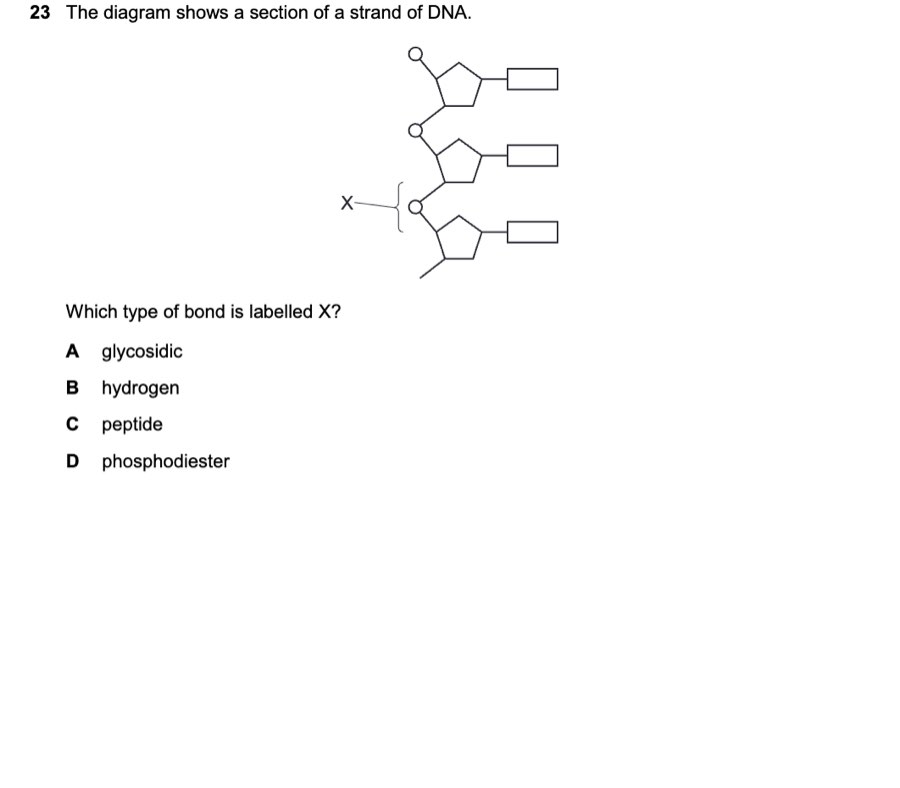 23 The diagram shows a section of a strand of DNA.
X
Which type of bond is labelled X?
A glycosidic
B hydrogen
C peptide
D phosphodiester